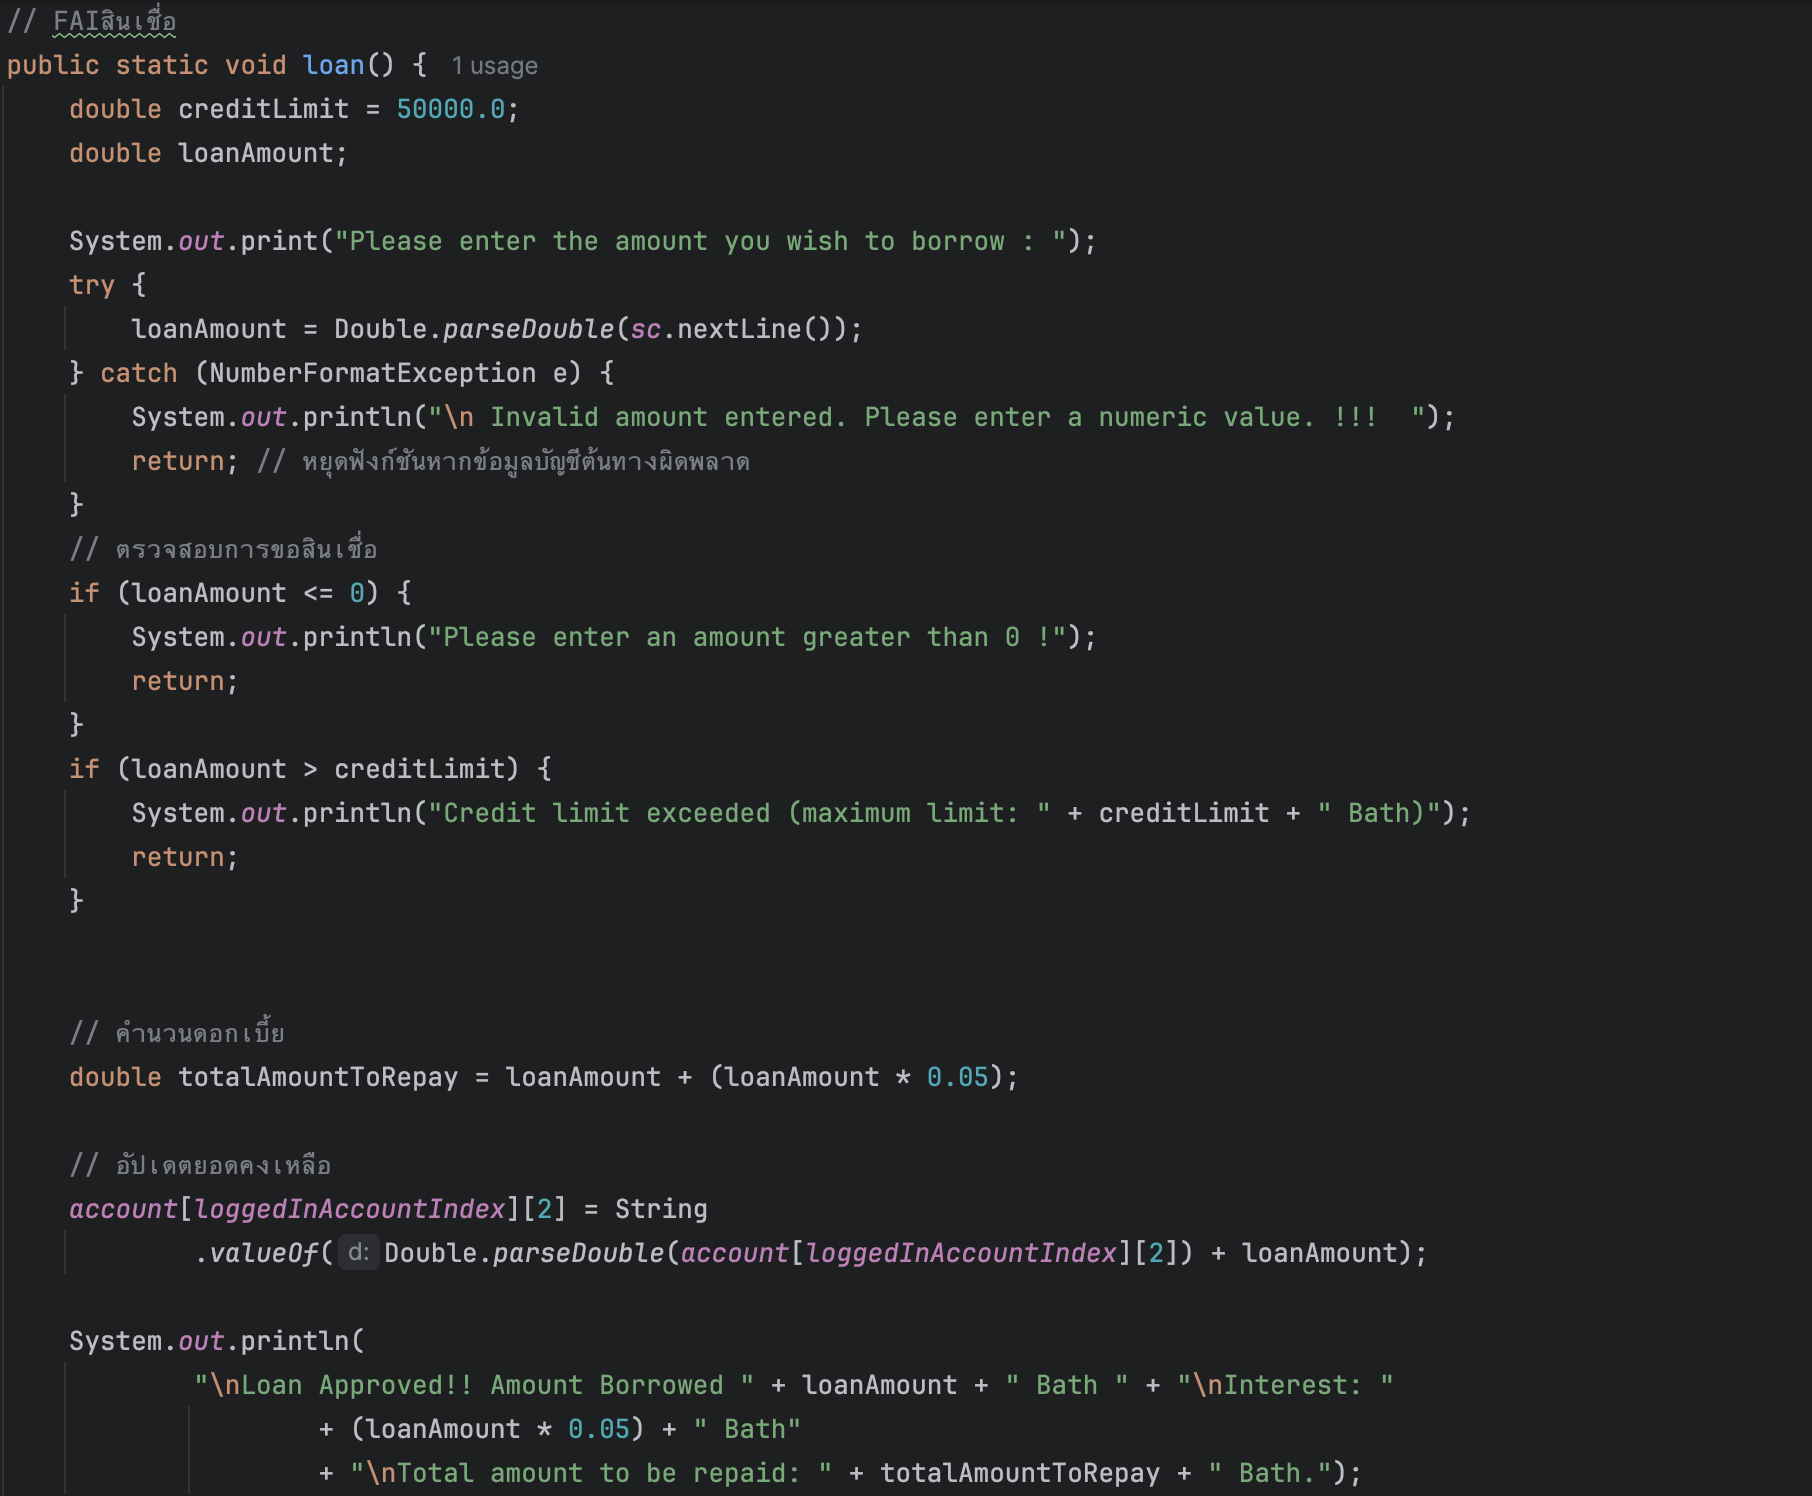 // FAIสินเชื่อ
public static void loan() { 1 usage
double creditLimit = 50000.0;
double loanAmount;
System.out.print("Please enter the amount you wish to borrow : ");
try {
loanAmount = Double.parseDouble(sc.nextLine());
} catch (NumberFormatException e) {
System.out.println("\n Invalid amount entered. Please enter a numeric value. !!!  ");
return; // หยุดฟังก์ชันหากข้อมูลบัญชีต้นทางผิดพลาด
}
// ตรวจสอบการขอสินเชื่อ
if (loanAmount <= 0) {
System.out.println("Please enter an amount greater than 0 !");
return;
}
if (loanAmount > creditLimit) {
System.out.println("Credit limit exceeded (maximum limit: " + creditLimit + " Bath)");
return;
}
// คำนวนดอกเบี้ย
double totalAmountToRepay = loanAmount + (loanAmount * 0.05);
// อัปเดตยอดคงเหลือ
account[loggedInAccountIndex][2] = String
.valueOf( d: Double.parseDouble(account[loggedInAccountIndex][2]) + loanAmount);
System.out.println(
"\nLoan Approved!! Amount Borrowed " + loanAmount + " Bath " + "\nInterest: "
+ (loanAmount * 0.05) + " Bath"
+ "\nTotal amount to be repaid: " + totalAmountToRepay + " Bath.");